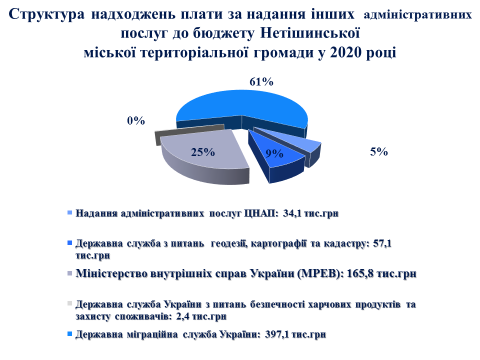 Структура надходжень плати за надання інших адміністративних
послуг до бюджету Нетішинської
міської територіальної громади у 2020 році
61%
0%
25%
9%
5%
Надання адміністративних послуг ЦНАП: 34,1 тис.грн
Державна служба з питань геодезії, картографії та кадастру: 57,1
тис.грн
Міністерство внутрішніх справ України (МРЕВ): 165,8 тис.грн
Державна служба України з питань безпечності харчових продуктів та
захисту споживачів: 2,4 тис.грн
Державна міграційна служба України: 397,1 тис.грн